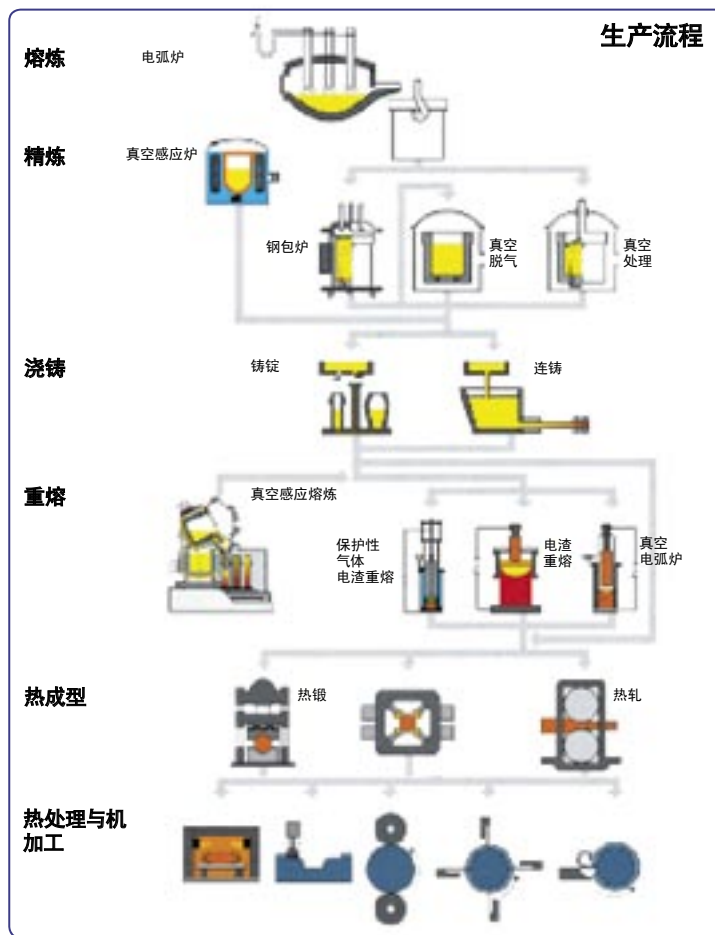 生产流程
熔炼
电弧炉
精炼
真空感应炉
钢包炉
真空
脱气
真空
处理
浇铸
铸锭
连铸
重熔
真空感应熔炼
保护性
气体
电渣重熔
电渣
重熔
真空
电弧炉
热成型
热锻
热轧
热处理与机
加工